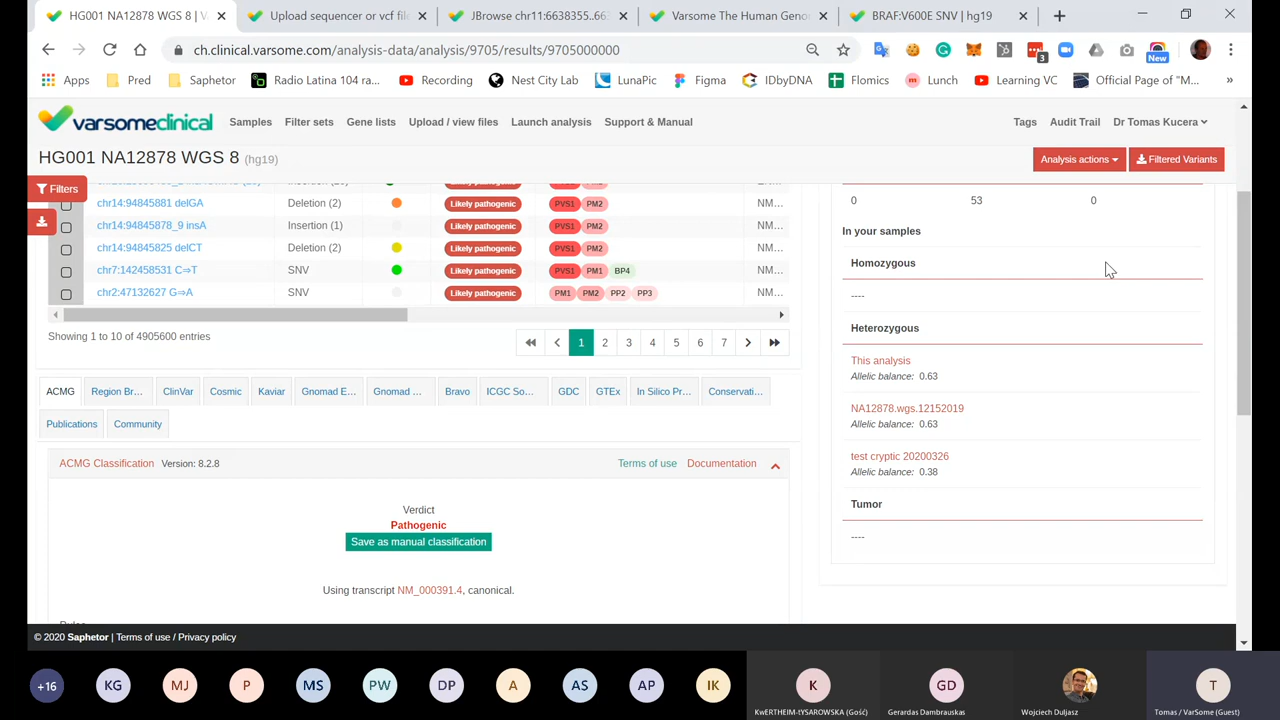 HG001 NA12878 WGS 8 | V
Upload sequencer or vcf file
JBrowse chr11:6638355..66
Varsome The Human Geno
BRAF:V600E SNV | hg19
ch.clinical.varsome.com/analysis-data/analysis/9705/results/9705000000
3
New
Apps
Pred
Saphetor
Radio Latina 104 ra...
Recording
Nest City Lab
LunaPic
Figma
IDbyDNA
Flomics
Lunch
Learning VC
Official Page of "M...
»
varsomeclinical
Samples
Filter sets
Gene lists
Upload / view files
Launch analysis
Support & Manual
Tags
Audit Trail
Dr Tomas Kucera
HG001 NA12878 WGS 8 (hg19)
Analysis actions
Filtered Variants
Filters
Likely pathogenic PVS1 PM2
chr14:94845881 delGA Deletion (2) Likely pathogenic PVS1 PM2 NM...
chr14:94845878_9 insA Insertion (1) Likely pathogenic PVS1 PM2 NM...
chr14:94845825 delCT Deletion (2) Likely pathogenic PVS1 PM2 NM...
chr7:142458531 C⇒T SNV Likely pathogenic PVS1 PM1 BP4 NM...
chr2:47132627 G⇒A SNV Likely pathogenic PM1 PM2 PP2 PP3 NM...
Showing 1 to 10 of 4905600 entries
1 2 3 4 5 6 7
ACMG
Region Br...
ClinVar
Cosmic
Kaviar
Gnomad E...
Gnomad ...
Bravo
ICGC So...
GDC
GTEx
In Silico Pr...
Conservati...
Publications
Community
ACMG Classification Version: 8.2.8
Terms of use
Documentation
Verdict
Pathogenic
Save as manual classification
Using transcript NM_000391.4, canonical.
Rules
0 53 0
In your samples
Homozygous
----
Heterozygous
This analysis
Allelic balance: 0.63
NA12878.wgs.12152019
Allelic balance: 0.63
test cryptic 20200326
Allelic balance: 0.38
Tumor
----
© 2020 Saphetor | Terms of use / Privacy policy
+16
KG
MJ
P
MS
PW
DP
A
AS
AP
IK
K
GD
T
KwERTHEIM-tYSAROWSKA (Gość)
Gerardas Dambrauskas
Wojciech Duljasz
Tomas / VarSome (Guest)